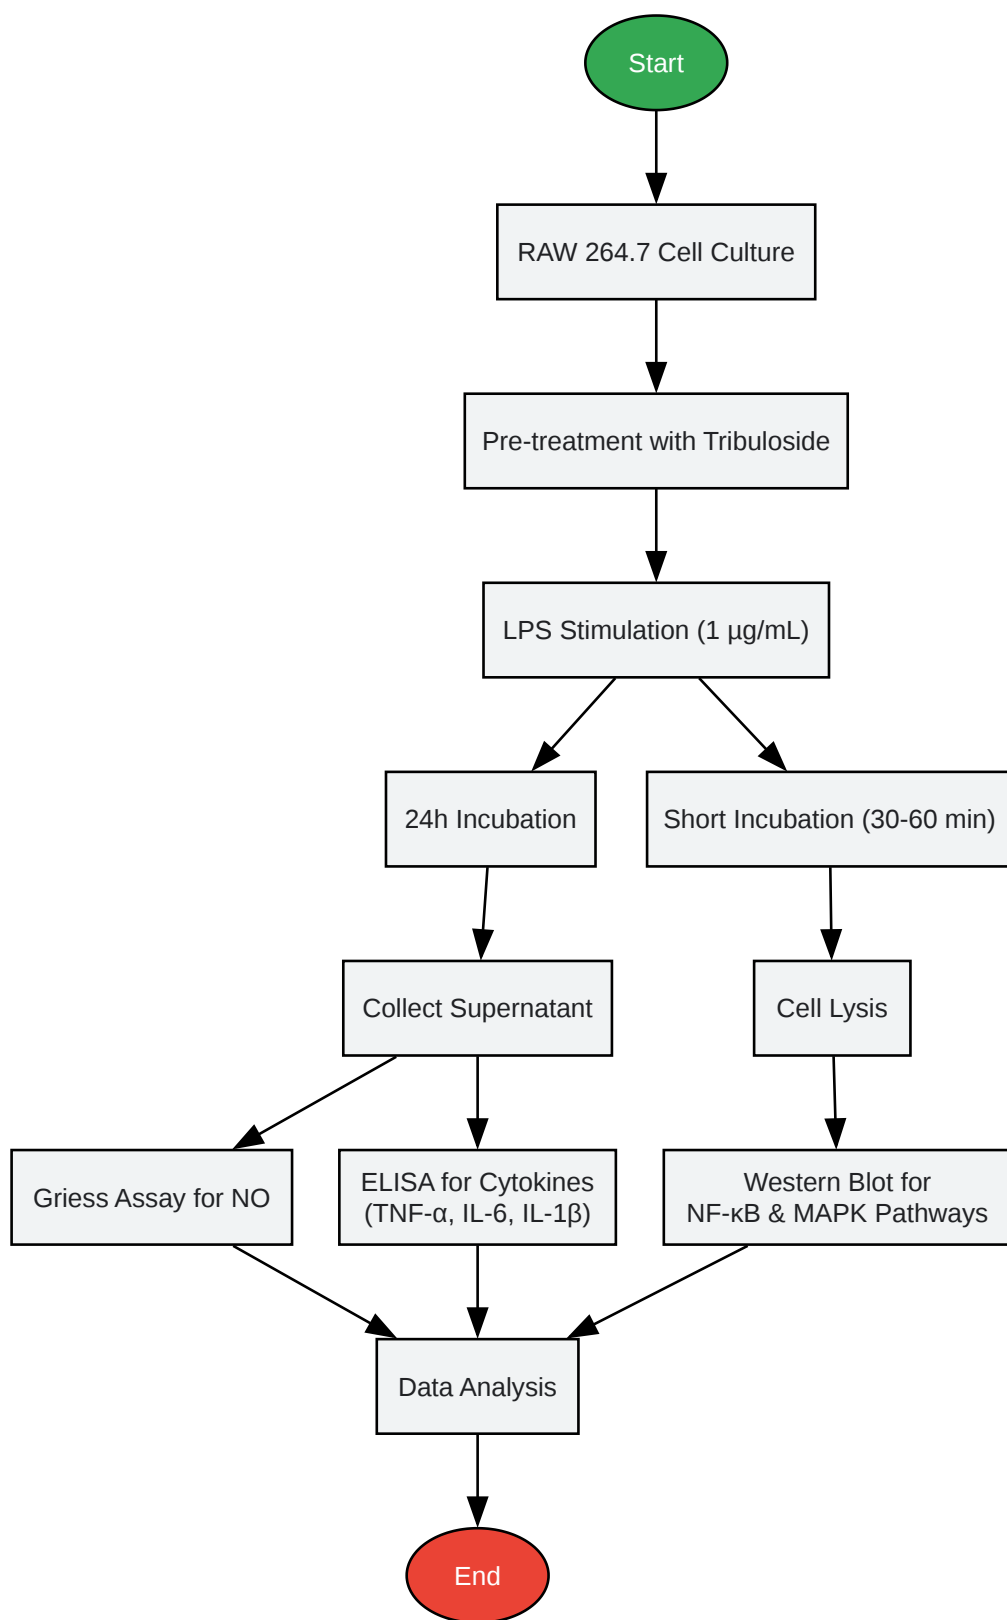 Start
RAW 264.7 Cell Culture
Pre-treatment with Tribuloside
LPS Stimulation (1 µg/mL)
24h Incubation
Short Incubation (30-60 min)
Collect Supernatant
Cell Lysis
Griess Assay for NO
ELISA for Cytokines
(TNF-α, IL-6, IL-1β)
Western Blot for
NF-κB & MAPK Pathways
Data Analysis
End